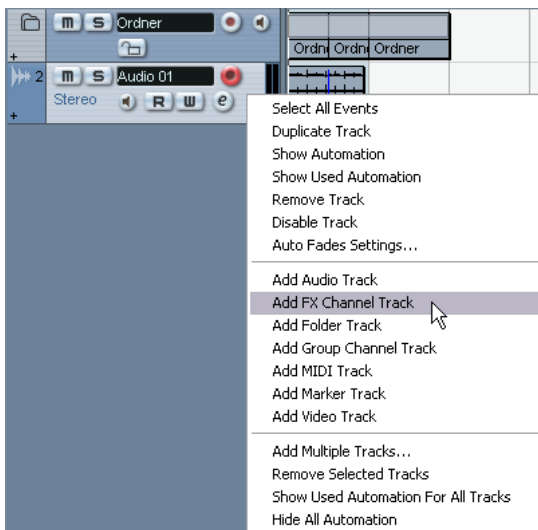 m S Ordner
+
Ordn Ordn Ordner
2 m S Audio 01
Stereo R W e
+
Select All Events
Duplicate Track
Show Automation
Show Used Automation
Remove Track
Disable Track
Auto Fades Settings...
Add Audio Track
Add FX Channel Track
Add Folder Track
Add Group Channel Track
Add MIDI Track
Add Marker Track
Add Video Track
Add Multiple Tracks...
Remove Selected Tracks
Show Used Automation For All Tracks
Hide All Automation